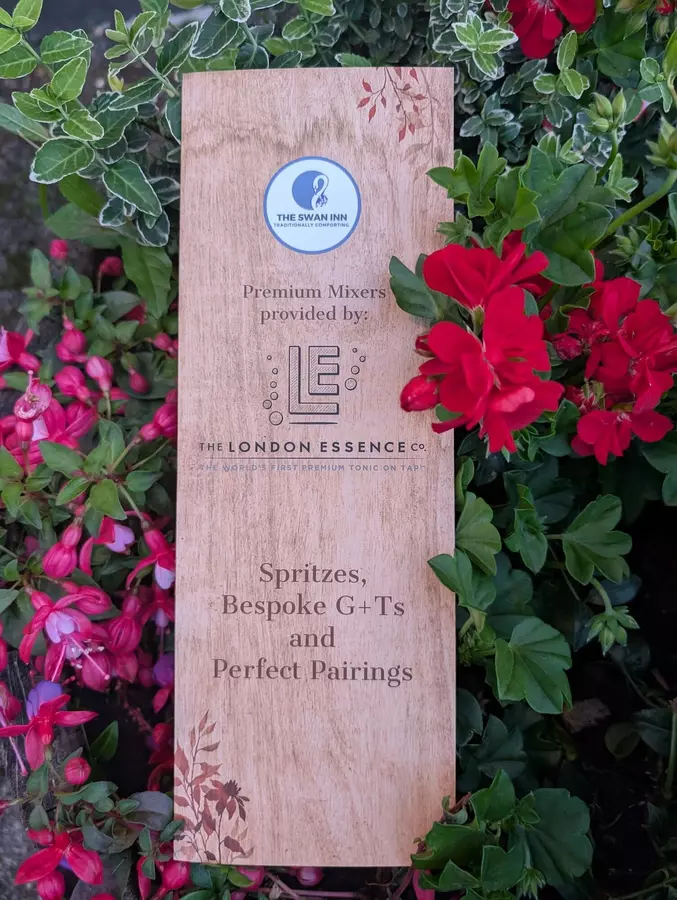 THE SWAN INN
TRADITIONALLY COMFORTING
Premium Mixers
provided by:
LE
THE LONDON ESSENCE CO.
"THE WORLD'S FIRST PREMIUM TONIC ON TAP"
Spritzes,
Bespoke G+Ts
and
Perfect Pairings